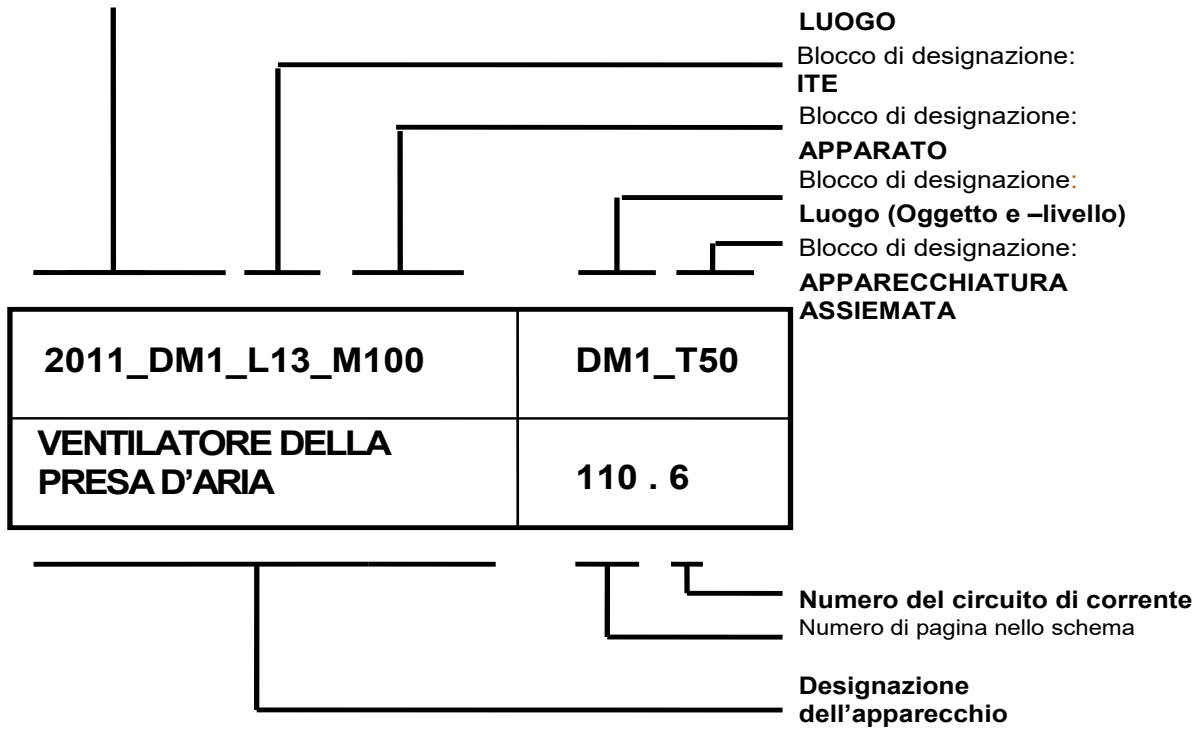 LUOGO
Blocco di designazione:
ITE
Blocco di designazione:
APPARATO
Blocco di designazione:
Luogo (Oggetto e –livello)
Blocco di designazione:
APPARECCHIATURA
ASSIEMATA
2011_DM1_L13_M100
DM1_T50
VENTILATORE DELLA
PRESA D’ARIA
110 . 6
Numero del circuito di corrente
Numero di pagina nello schema
Designazione
dell’apparecchio